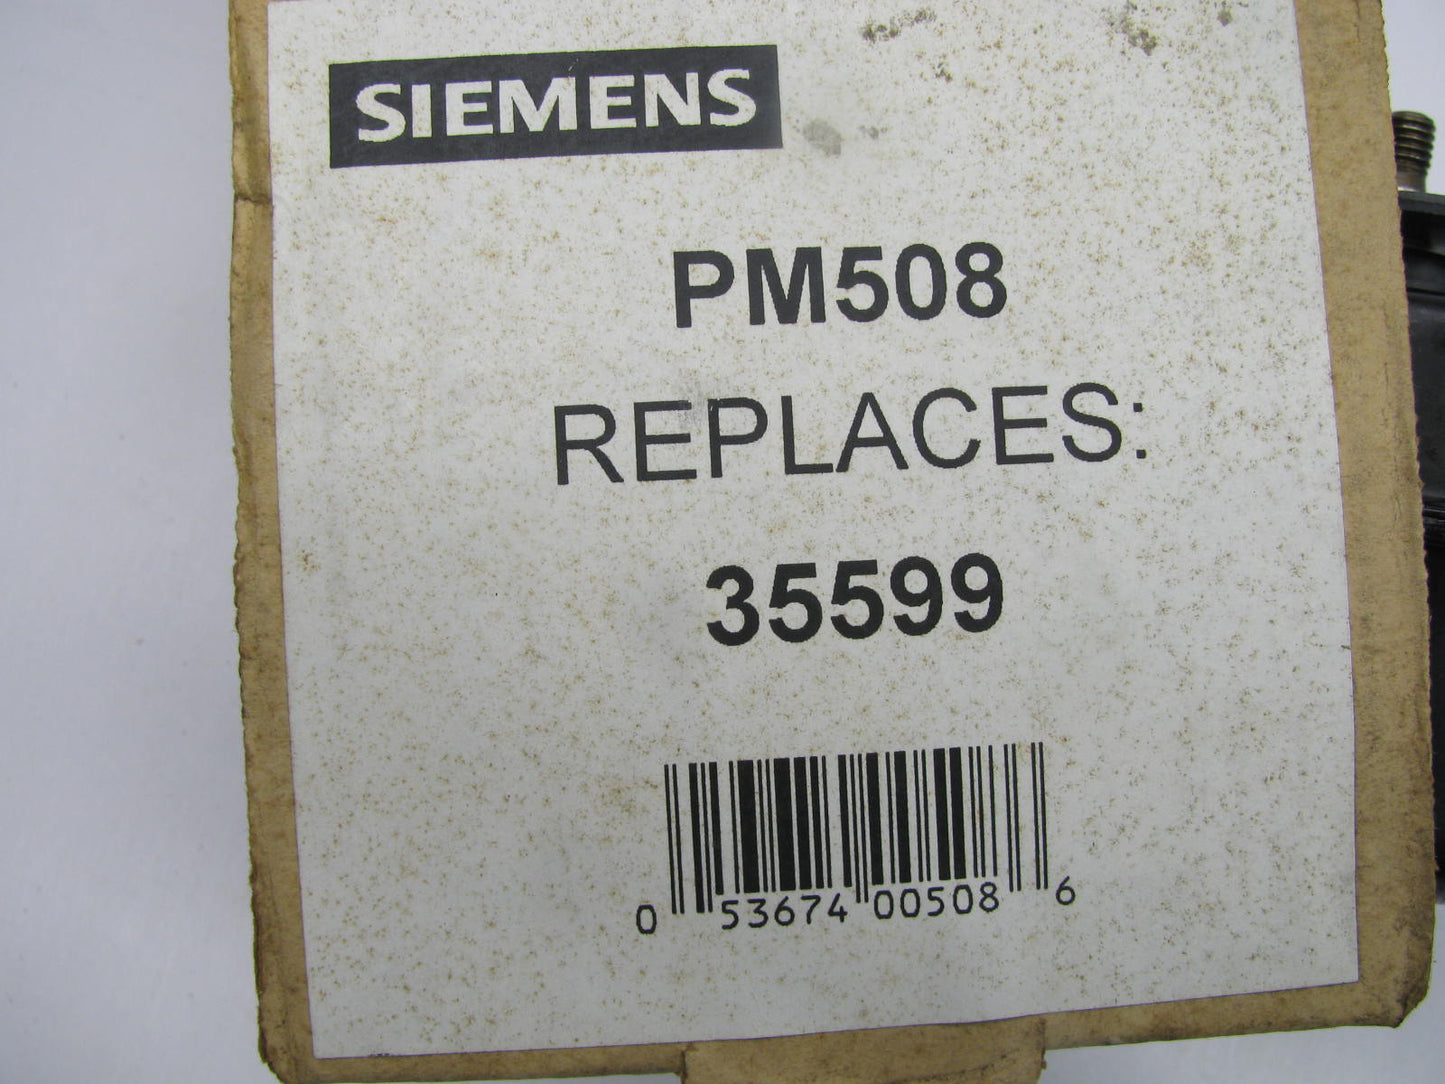 SIEMENS
PM508
REPLACES:
35599
0 53674 00508 6